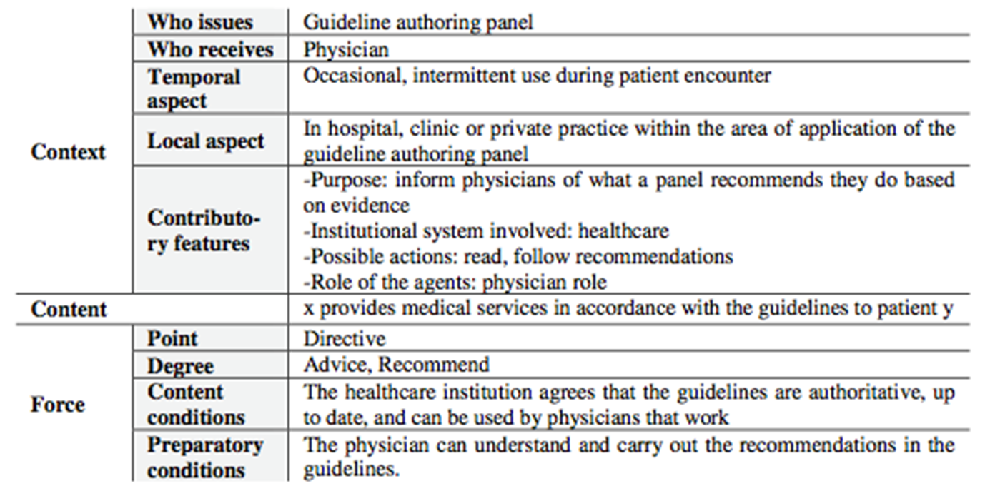 Who issues Guideline authoring panel
Who receives Physician
Temporal aspect Occasional, intermittent use during patient encounter
Context
Local aspect In hospital, clinic or private practice within the area of application of the
guideline authoring panel
Contributo-
ry features
-Purpose: inform physicians of what a panel recommends they do based
on evidence
-Institutional system involved: healthcare
-Possible actions: read, follow recommendations
-Role of the agents: physician role
Content x provides medical services in accordance with the guidelines to patient y
Force
Point Directive
Degree Advice, Recommend
Content
conditions
The healthcare institution agrees that the guidelines are authoritative, up
to date, and can be used by physicians that work
Preparatory
conditions
The physician can understand and carry out the recommendations in the
guidelines.